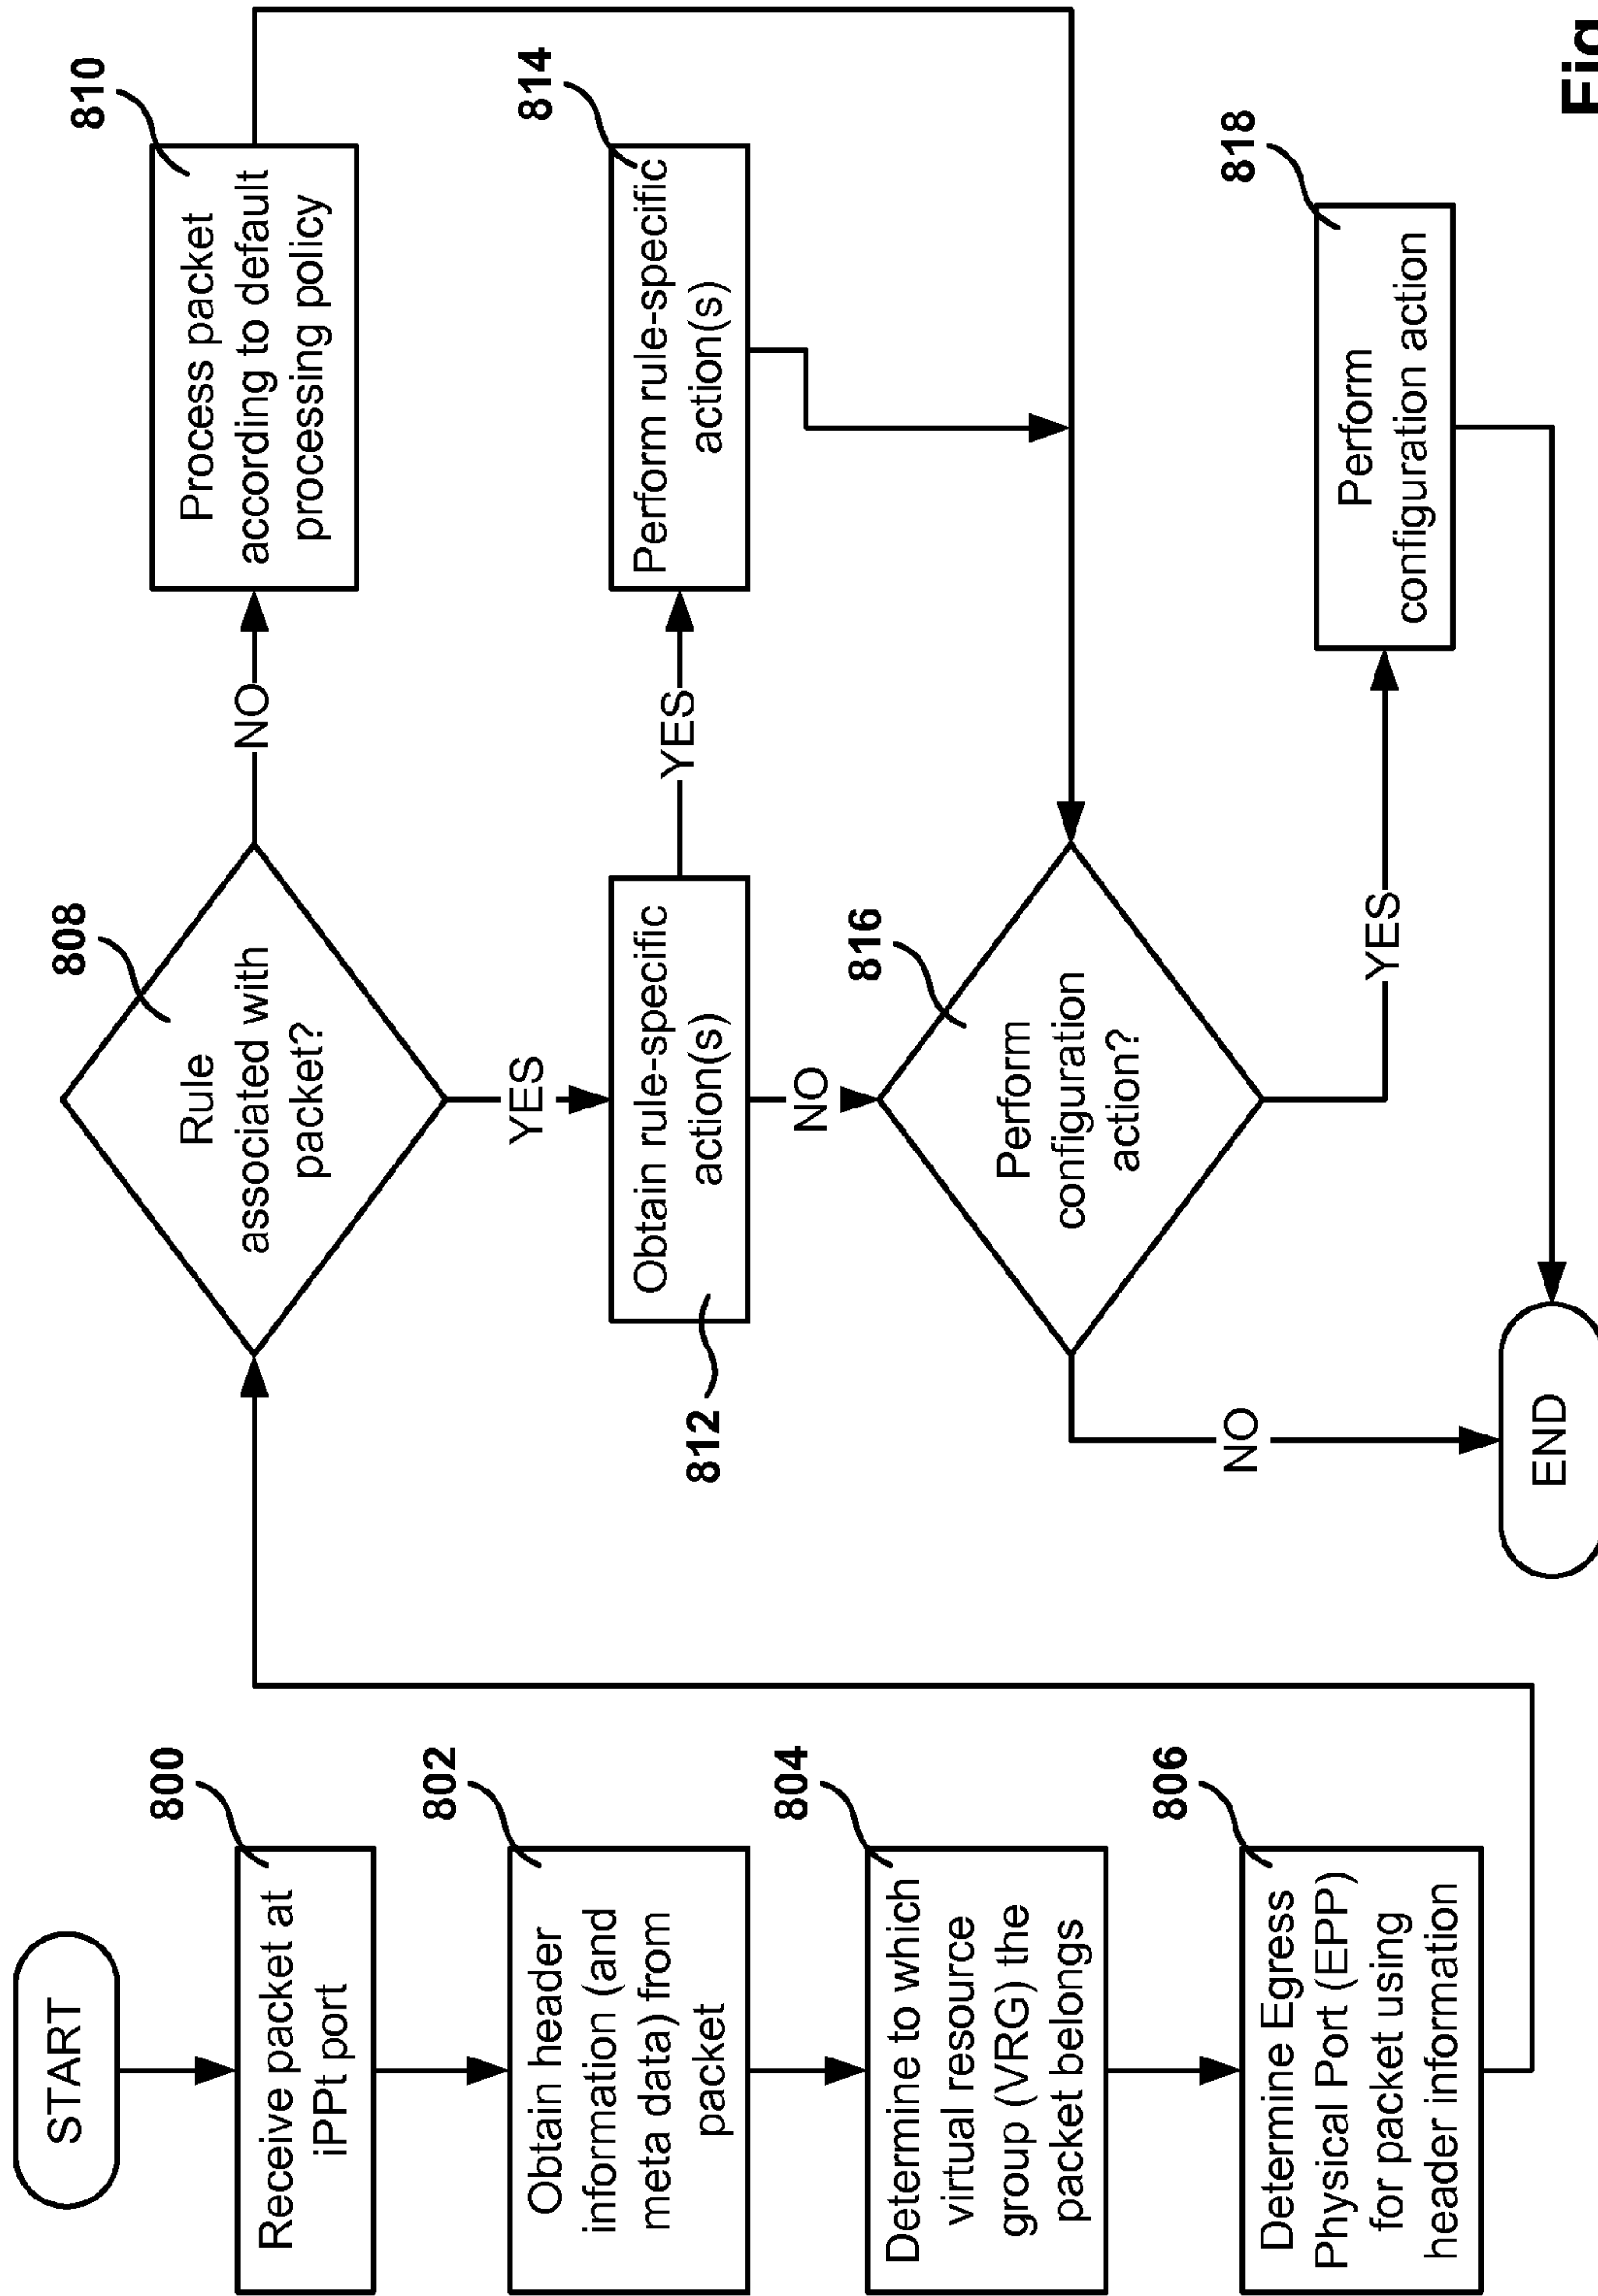 START
800
Receive packet at
iPPt port
802
Obtain header
information (and
meta data) from
packet
804
Determine to which
virtual resource
group (VRG) the
packet belongs
806
Determine Egress
Physical Port (EPP)
for packet using
header information
808
Rule
associated with
packet?
NO
810
Process packet
according to default
processing policy
YES
812
Obtain rule-specific
action(s)
YES
814
Perform rule-specific
action(s)
NO
816
Perform
configuration
action?
YES
818
Perform
configuration action
NO
END
Fig